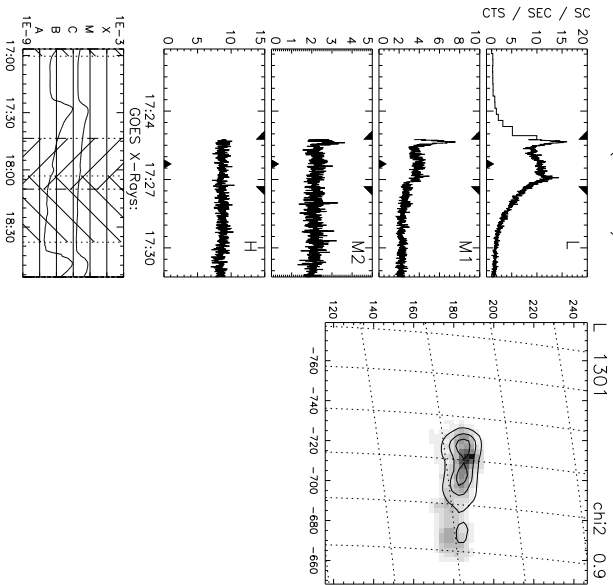 CTS / SEC / SC
20
15
10
5
0
L
10
8
6
4
2
0
M1
5
4
3
2
1
0
M2
15
10
5
0
H
17:24 17:27 17:30
GOES X-Rays:
1E-3
X
M
C
B
A
1E-9
17:00 17:30 18:00 18:30
L 1301 chi2 0.9
240
220
200
180
160
140
120
-760 -740 -720 -700 -680 -660